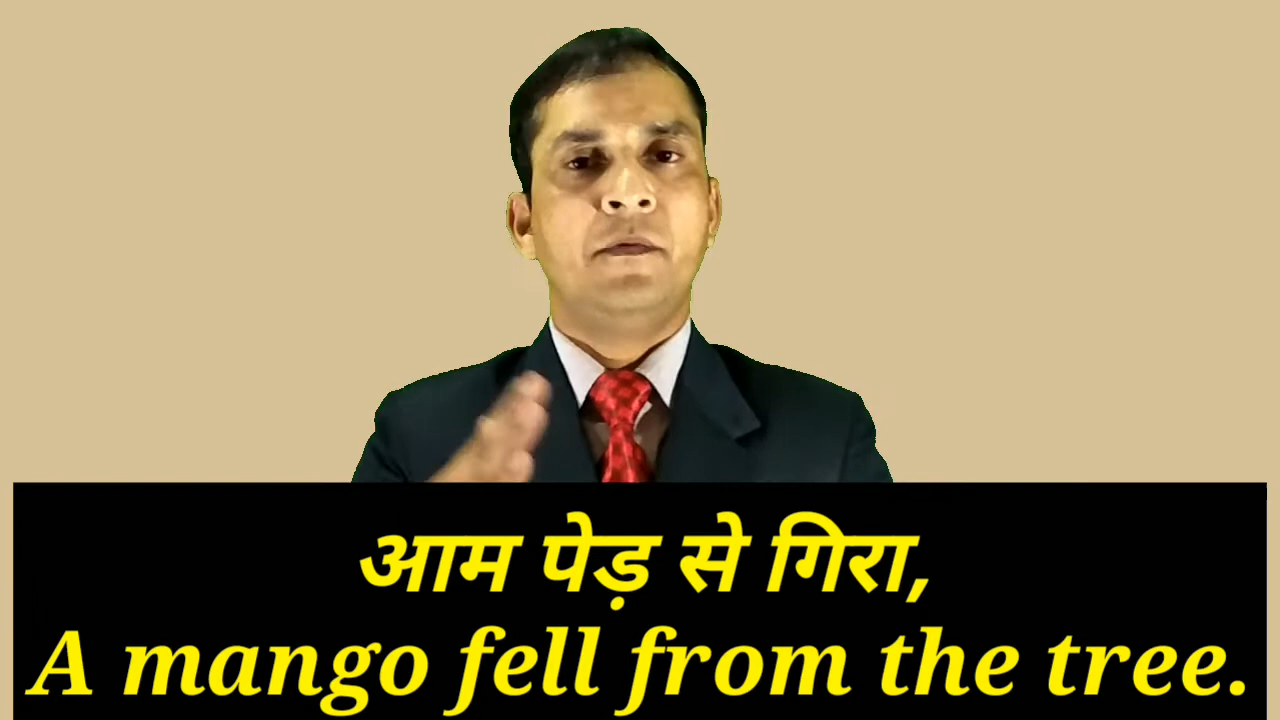 आम पेड़ से गिरा,
A mango fell from the tree.